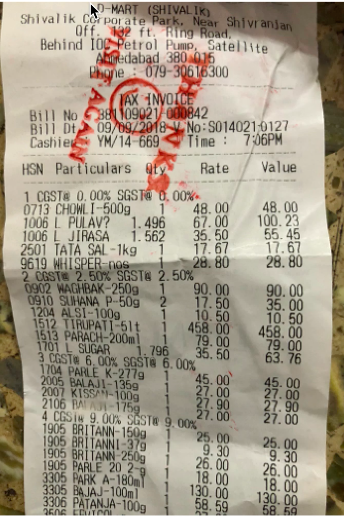 D-MART (SHIVALIK)
Shivalik Corporate Park, Near Shivranjan
Off. 132 ft. Ring Road,
Behind IOC Petrol Pump, Satellite
Ahmedabad 380 015
Phone - 079-30616300
TAX INVOICE
Bill No 381109021-000842
Bill Dt. 09/09/2018 V No:S014021-0127
Cashier YM/14-669 Time : 7:06PM
HSN Particulars Qty Rate Value
1 CGST@ 0.00% SGST@ 0.00%
0713 CHOWLI-500g 1 48.00 48.00
1006 L PULAV? 1.496 67.00 100.23
1006 L JIRASA 1.562 35.50 55.45
2501 TATA SAL-1kg 1 17.67 17.67
9619 WHISPER-nos 1 28.80 28.80
2 CGST@ 2.50% SGST@ 2.50%
0902 WAGHBAK-250g 1 90.00 90.00
0910 SUHANA P-50g 2 17.50 35.00
1204 ALSI-100g 1 10.50 10.50
1512 TIRUPATI-5lt 1 458.00 458.00
1513 PARACH-200ml 1 79.00 79.00
1701 L SUGAR 1.796 35.50 63.76
3 CGST@ 6.00% SGST@ 6.00%
1704 PARLE K-277g 1 45.00 45.00
2005 BALAJI-135g 1 27.00 27.00
2007 KISSAN-100g 1 27.90 27.90
2106 BALAJI-175g 1 27.00 27.00
4 CGST@ 9.00% SGST@ 9.00%
1905 BRITANN-150g 1 25.00 25.00
1905 BRITANNI-37g 1 9.30 9.30
1905 BRITANN-250g 1 26.00 26.00
1905 PARLE 20 2-g 1 18.00 18.00
3305 PARK A-180ml 1 130.00 130.00
3305 BAJAJ-100ml 1 58.59 58.59
3306 PATANJA-100g 1